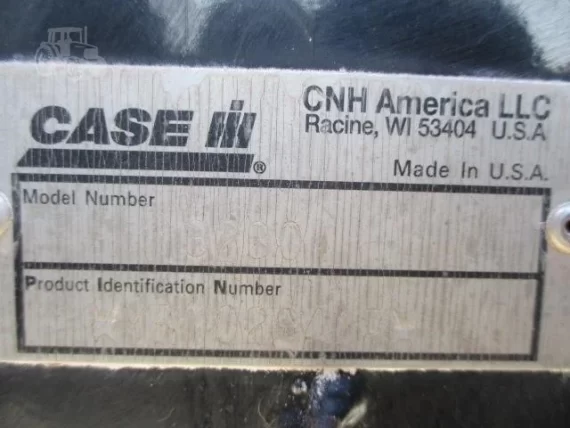 CASE IH
®
CNH America LLC
Racine, WI 53404 U.S.A
Made In U.S.A.
Model Number
Product Identification Number